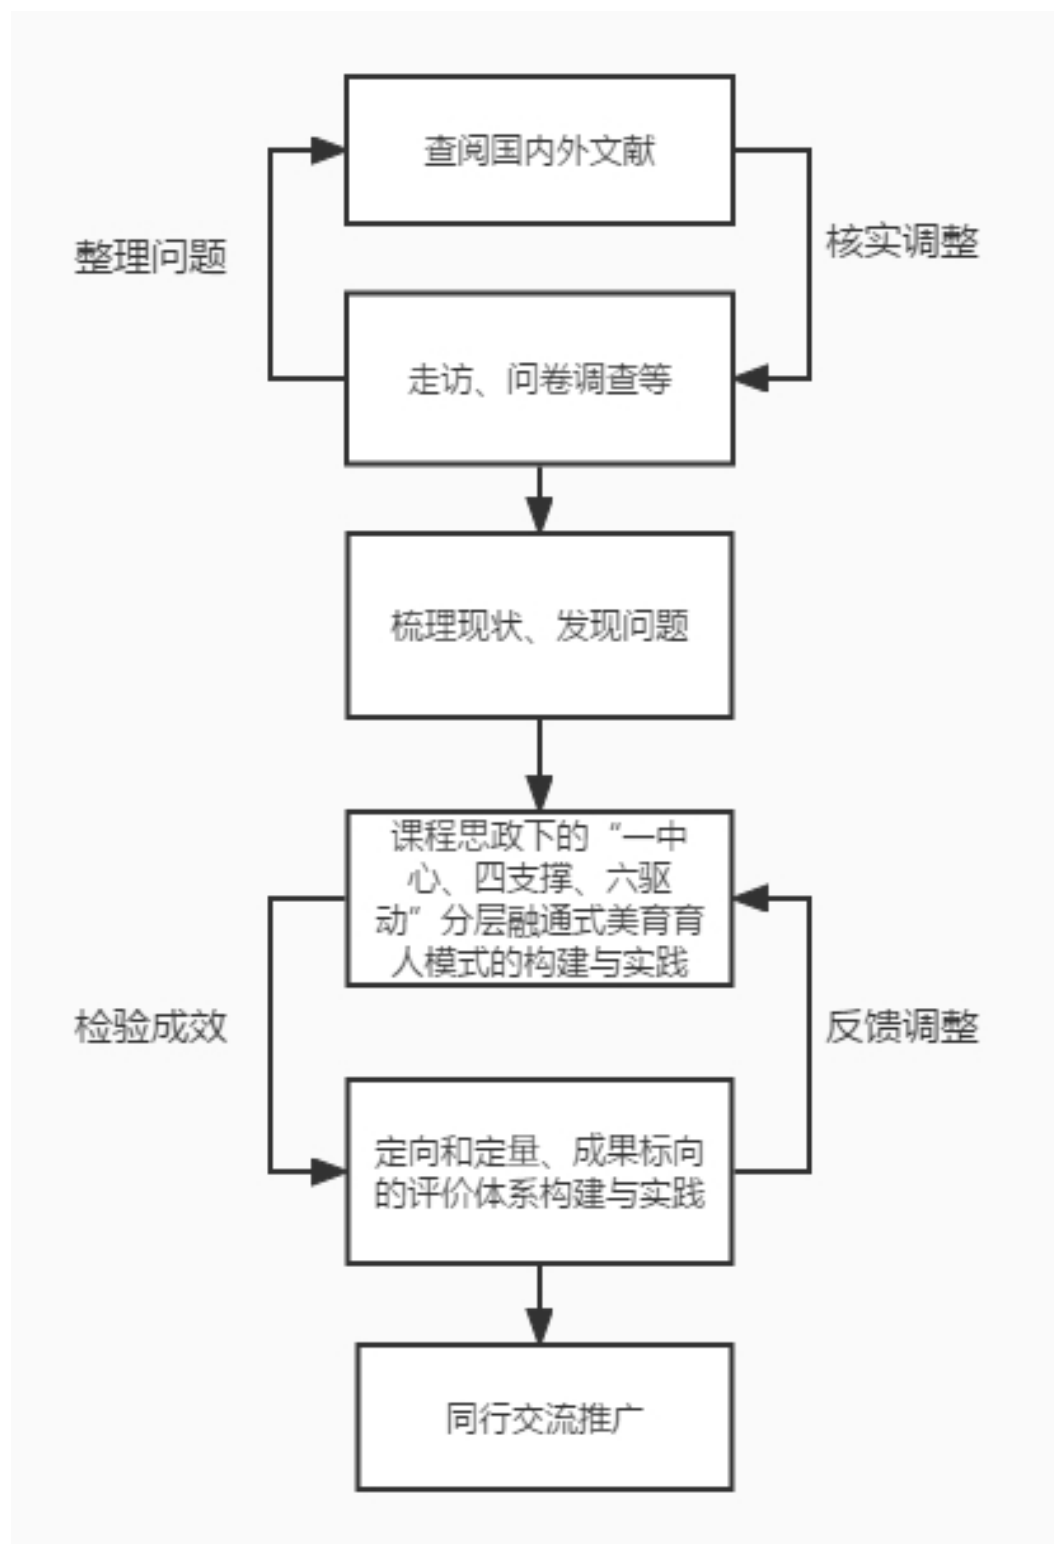 查阅国内外文献
整理问题
核实调整
走访、问卷调查等
梳理现状、发现问题
课程思政下的“一中
心、四支撑、六驱
动”分层融通式美育育
人模式的构建与实践
检验成效
反馈调整
定向和定量、成果标向
的评价体系构建与实践
同行交流推广